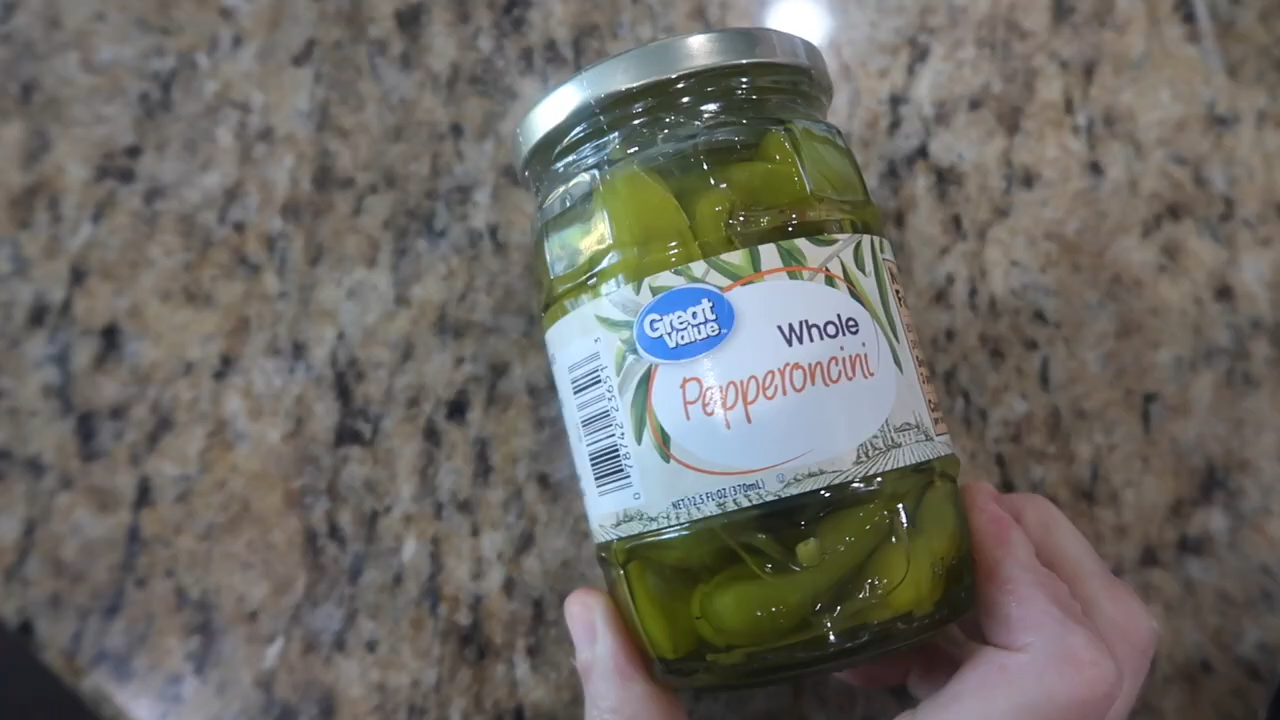 Great
Value
Whole
Pepperoncini
NET 12.5 FL OZ (370mL)
0 78742 23651 3